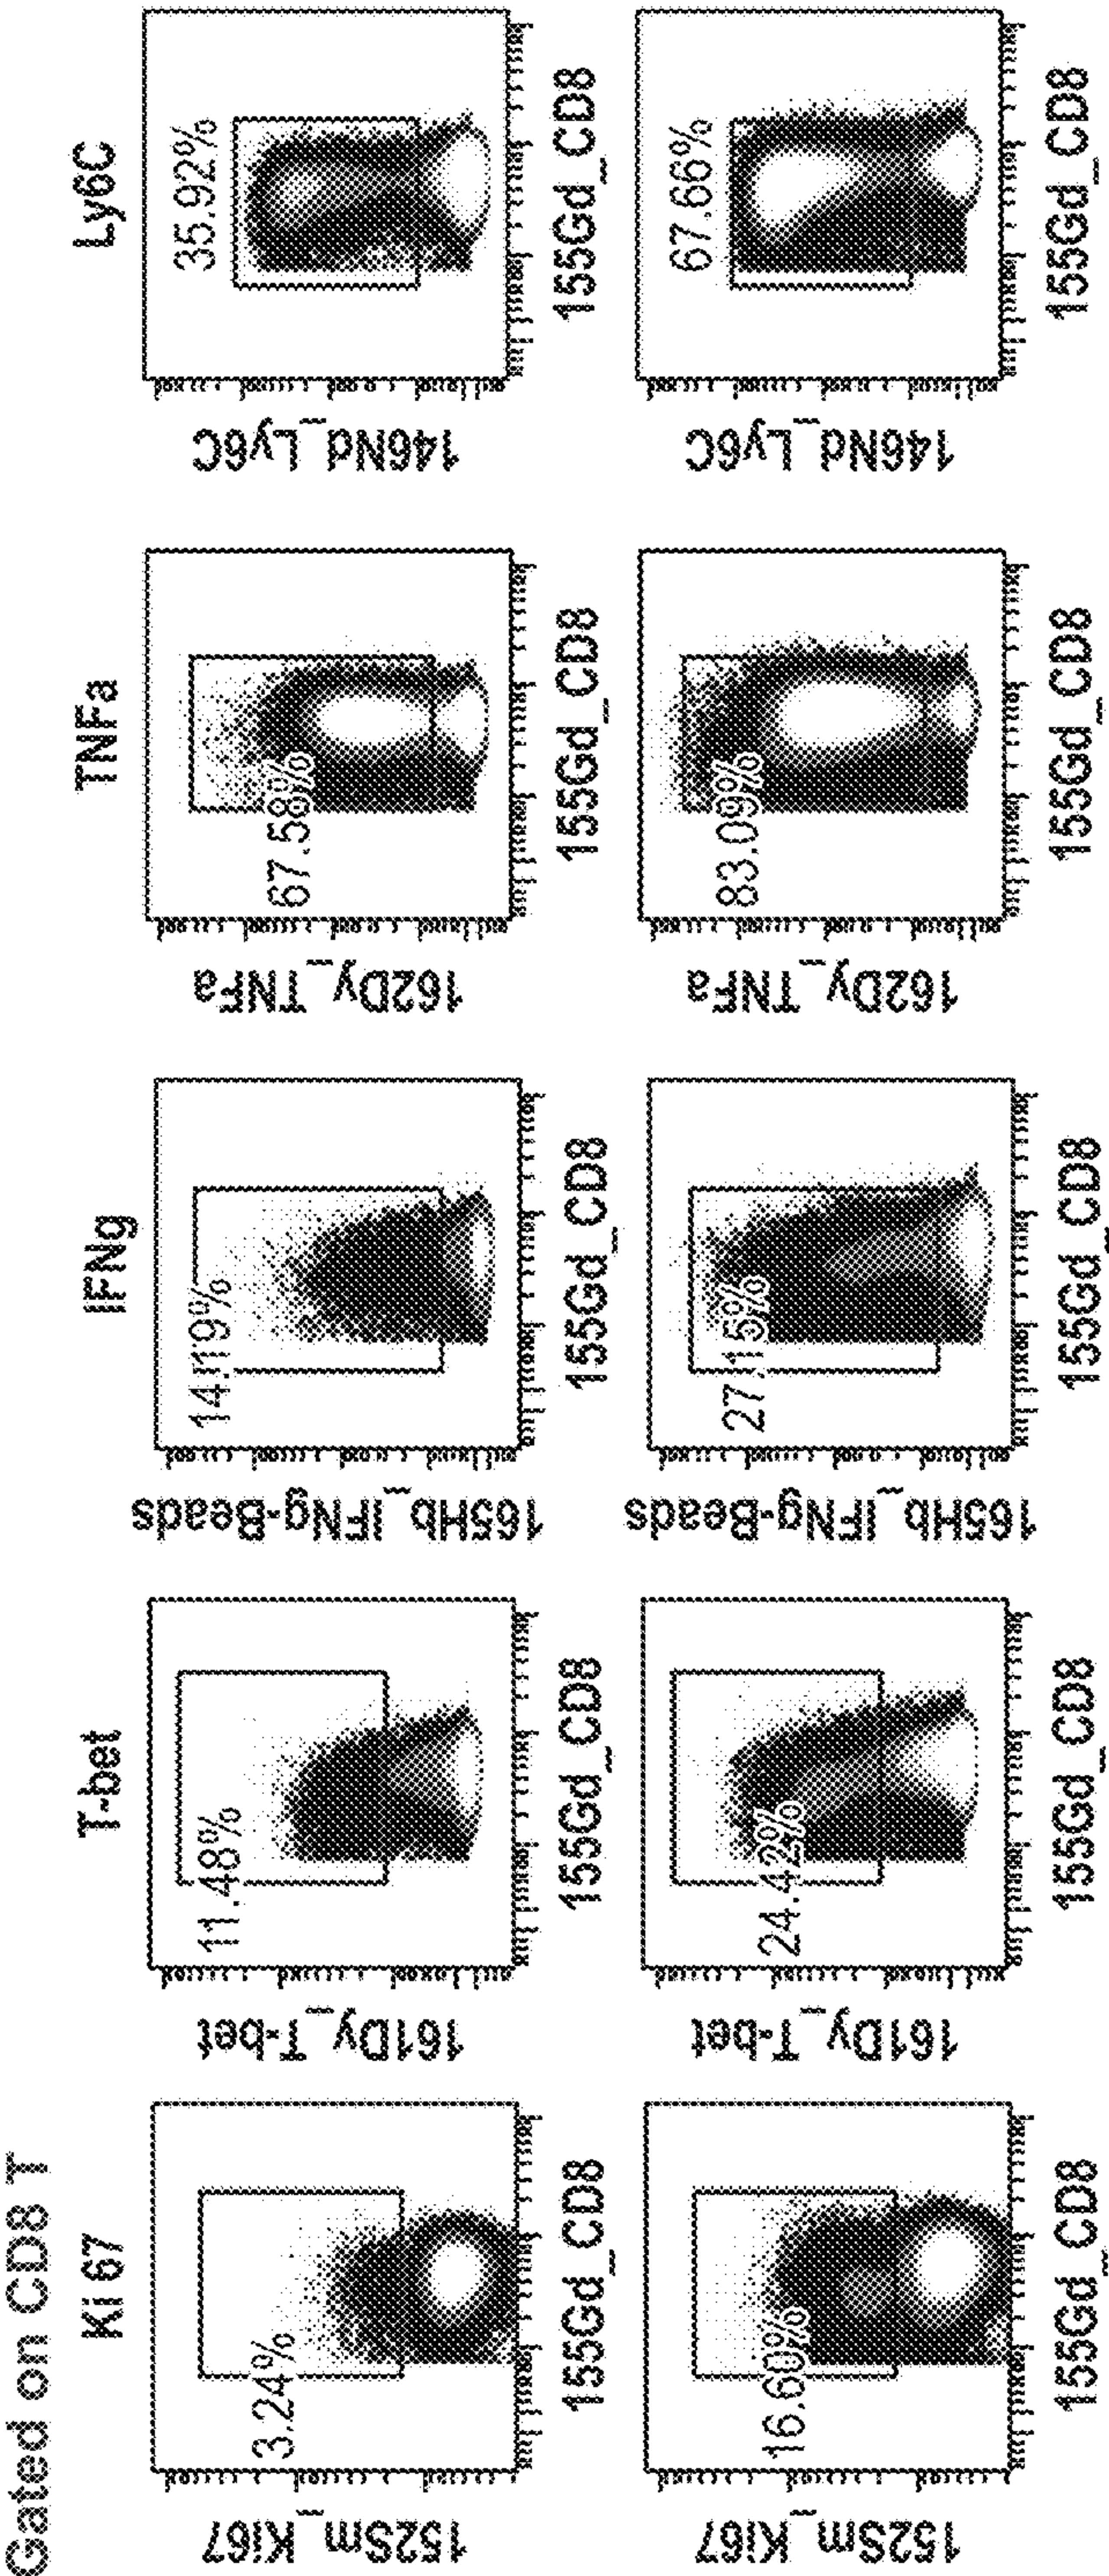 Gated on CD8 T
Ki 67
T-bet
IFNg
TNFa
Ly6C
152Sm_Ki67
3.24%
155Gd_CD8
161Dy_T-bet
11.48%
155Gd_CD8
165Hb_IFNg-Beads
14.19%
155Gd_CD8
162Dy_TNFa
67.58%
155Gd_CD8
146Nd_Ly6C
35.92%
155Gd_CD8
152Sm_Ki67
16.60%
155Gd_CD8
161Dy_T-bet
24.42%
155Gd_CD8
165Hb_IFNg-Beads
27.15%
155Gd_CD8
162Dy_TNFa
83.09%
155Gd_CD8
146Nd_Ly6C
67.66%
155Gd_CD8